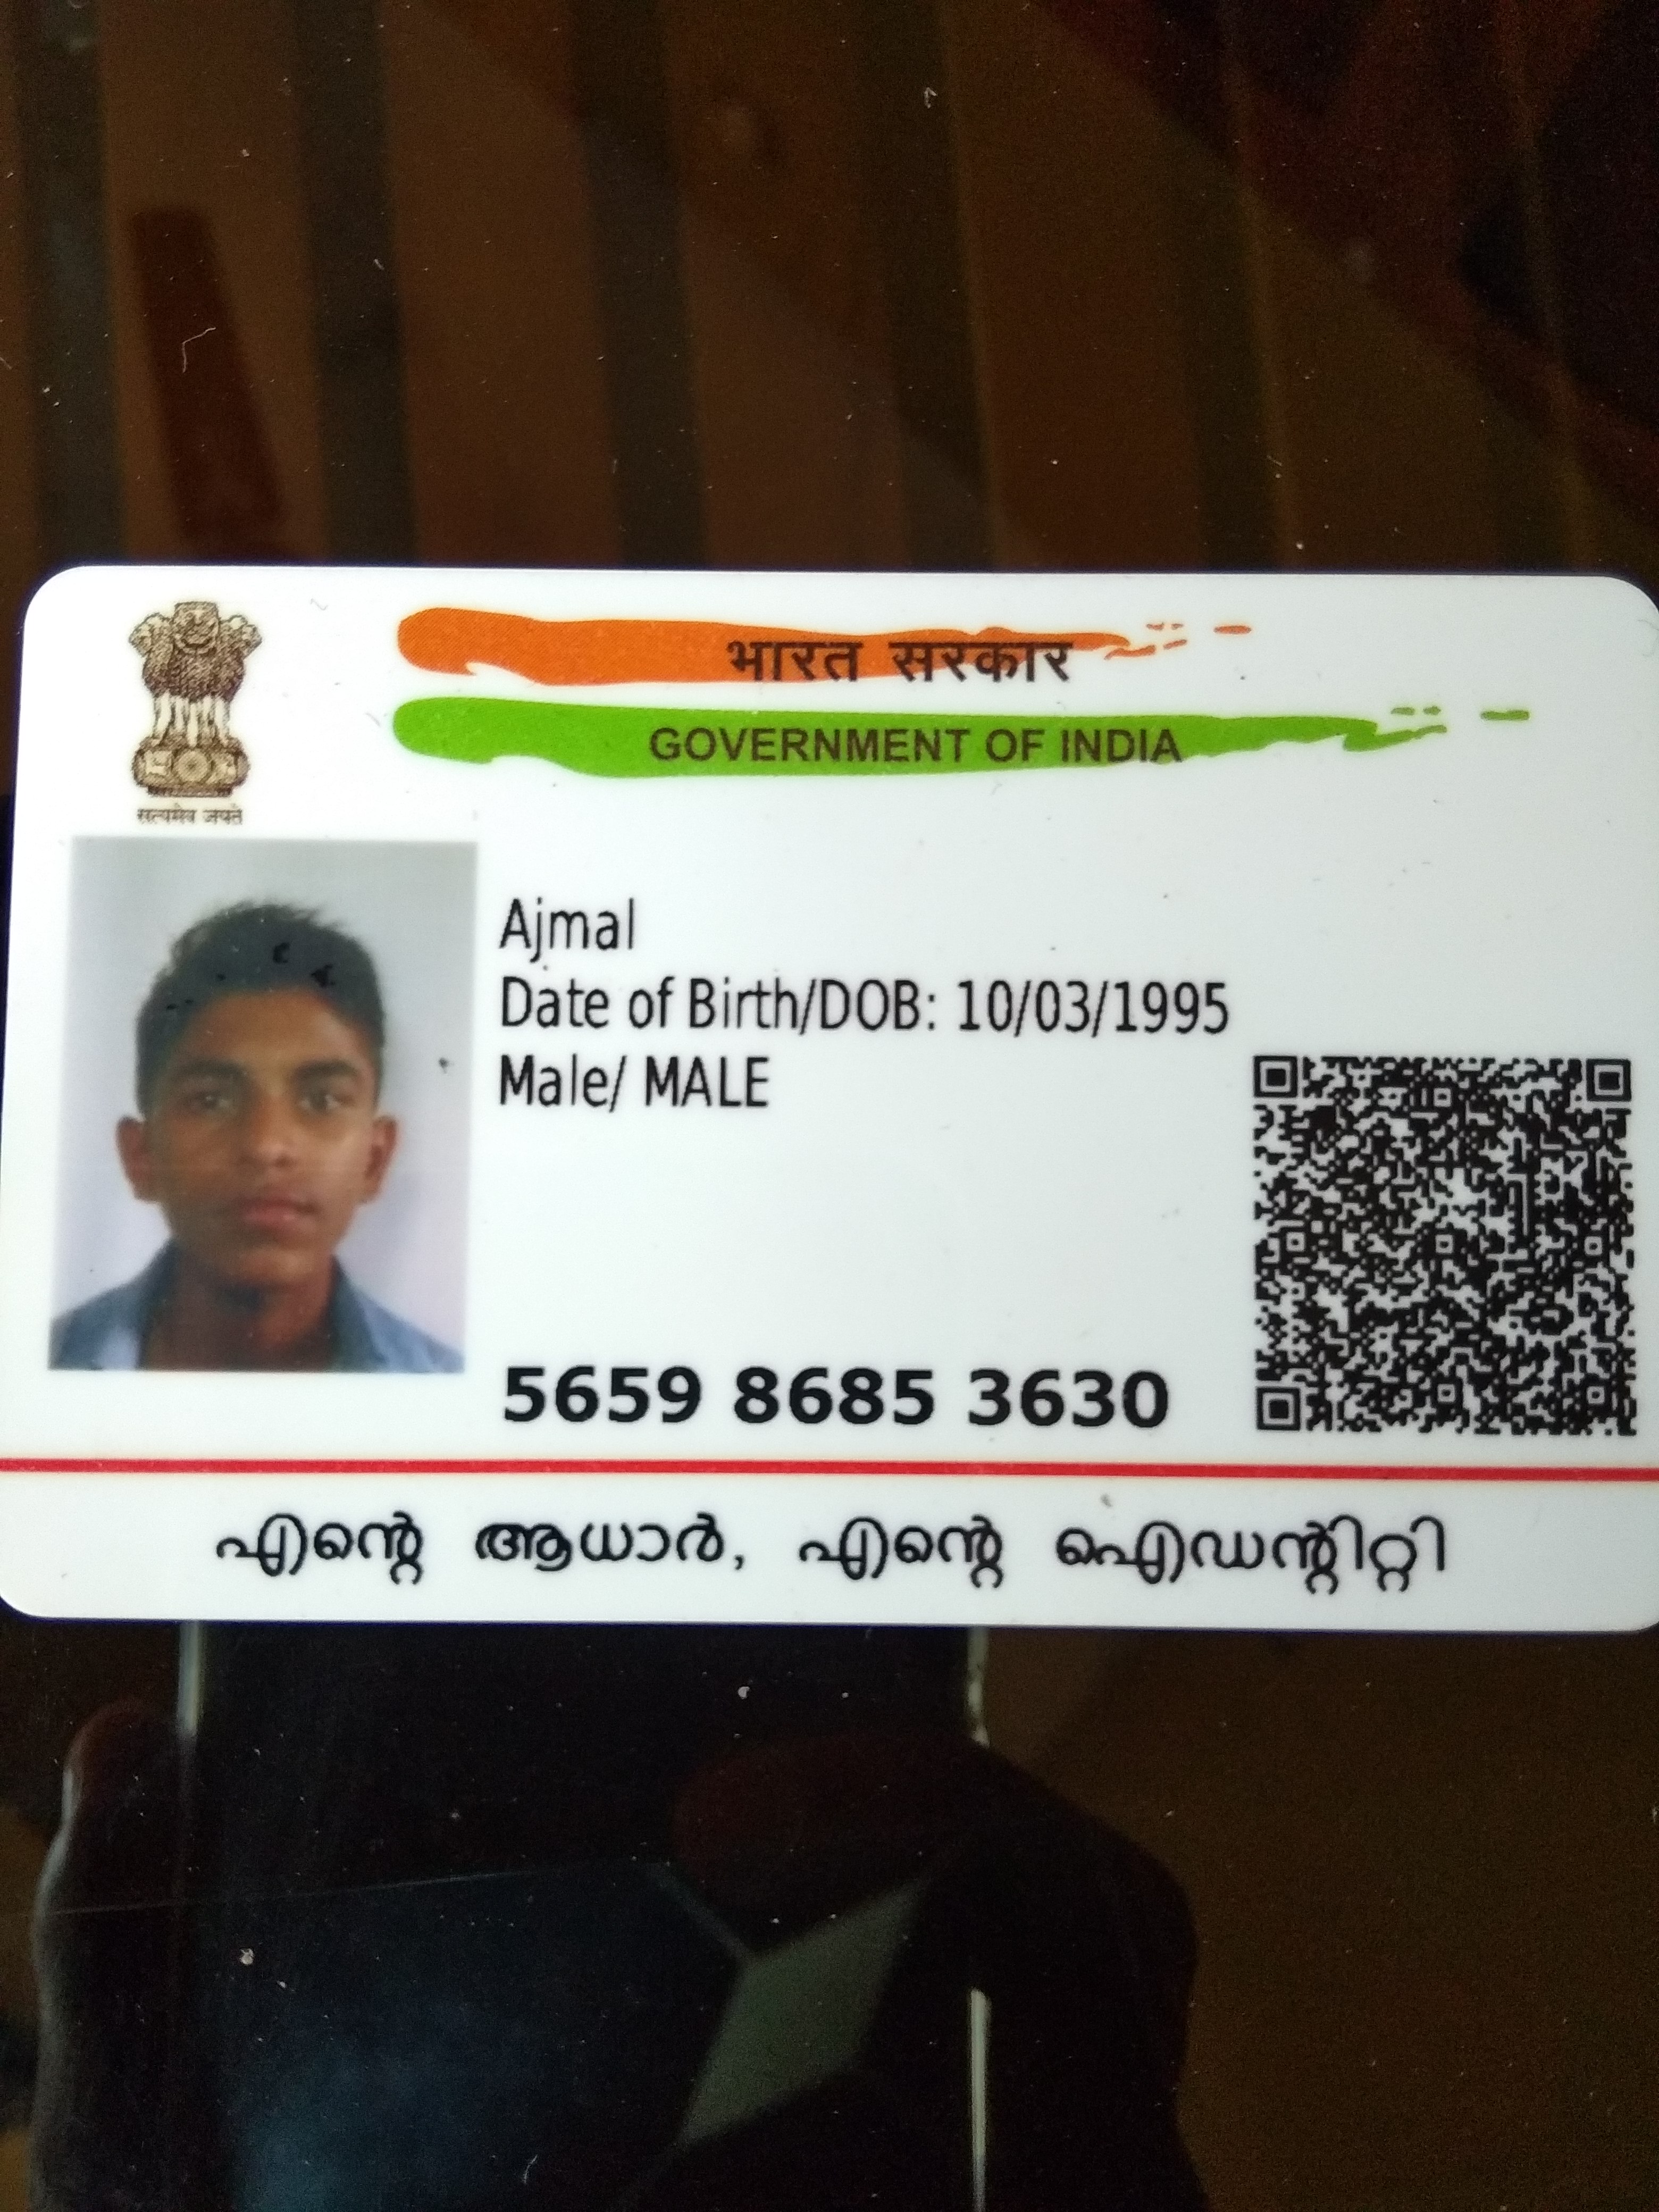 भारत सरकार
GOVERNMENT OF INDIA
सत्यमेव जयते
Ajmal
Date of Birth/DOB: 10/03/1995
Male/ MALE
5659 8685 3630
എന്റെ ആധാർ, എന്റെ ഐഡന്റിറ്റി